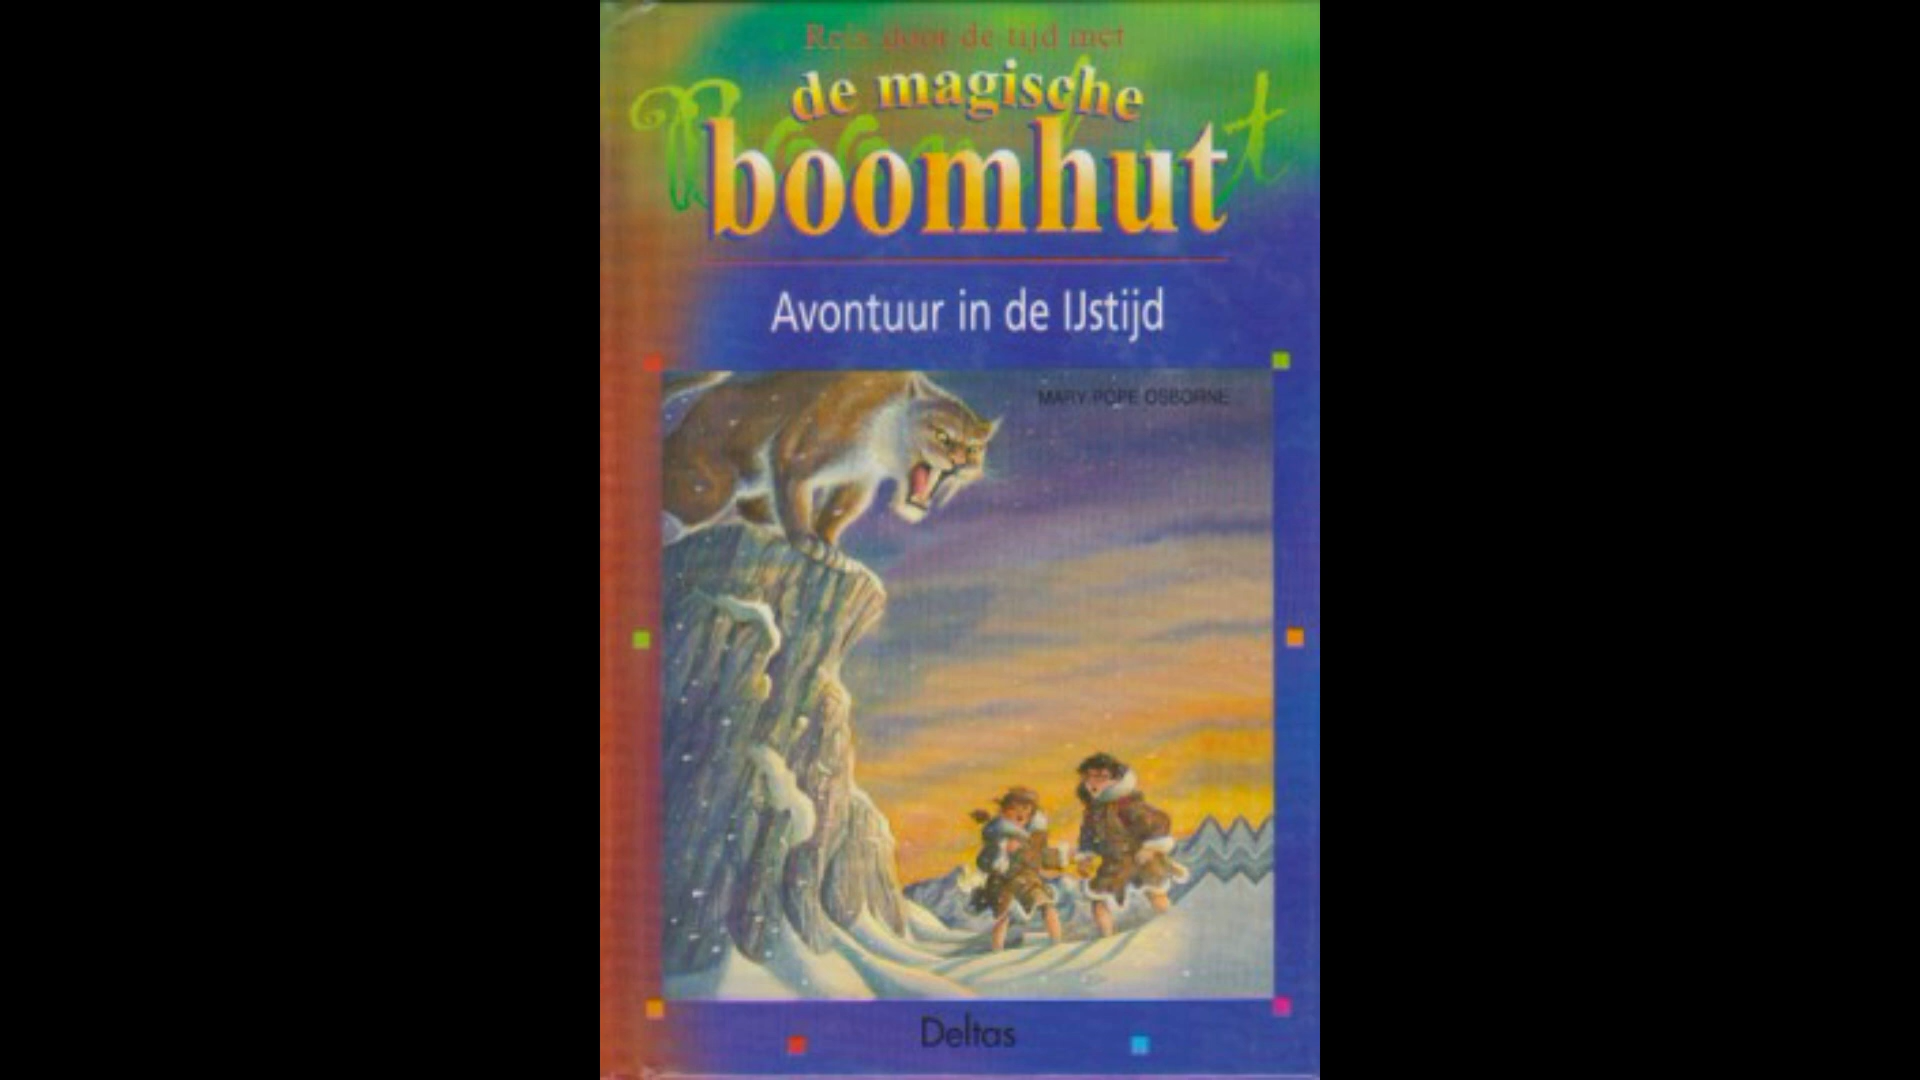 Reis door de tijd met
de magische
boomhut
Avontuur in de IJstijd
MARY POPE OSBORNE
Deltas